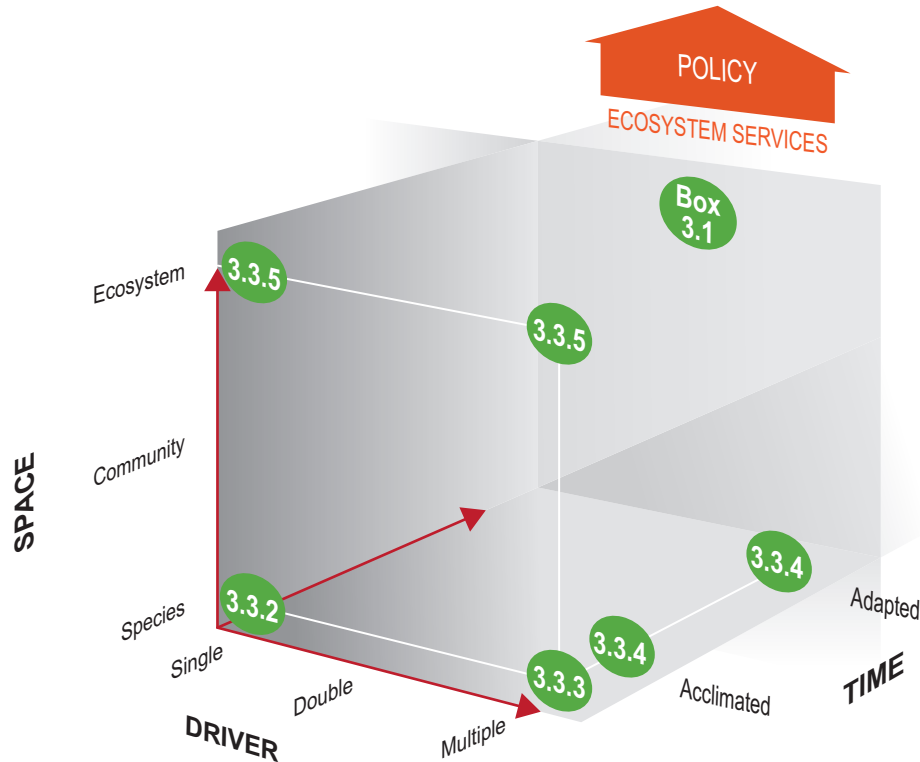 POLICY
ECOSYSTEM SERVICES
Box
3.1
Ecosystem
3.3.5
3.3.5
SPACE
Community
Species
3.3.2
3.3.4
Adapted
Single
3.3.4
3.3.3
Acclimated
TIME
Double
DRIVER
Multiple